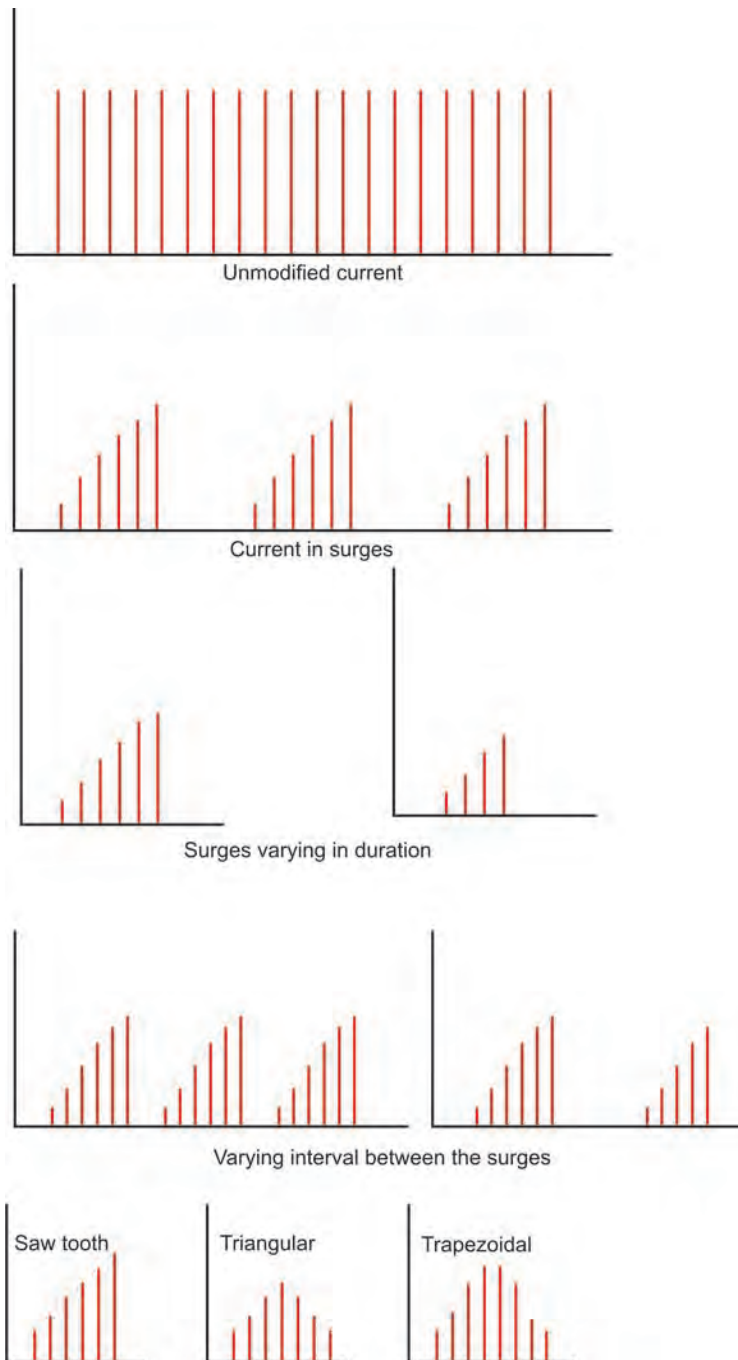 Unmodified current
Current in surges
Surges varying in duration
Varying interval between the surges
Saw tooth
Triangular
Trapezoidal